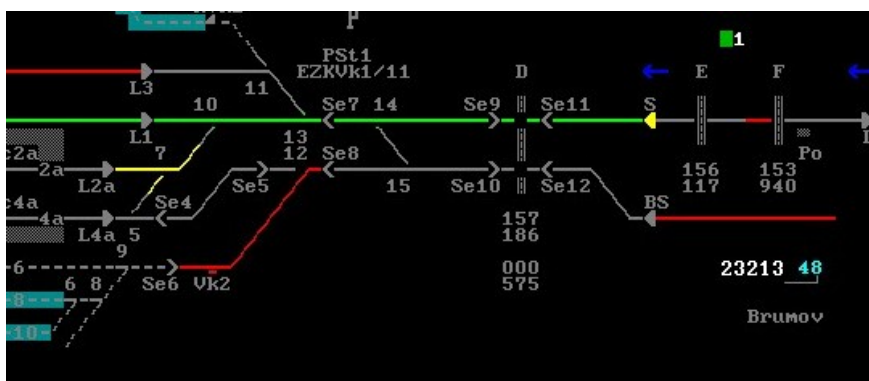 P
1
PSt1
EZKVk1/11
D
E
F
L3
11
10
Se7
14
Se9
Se11
S
L1
13
Po
c2a
7
12
Se8
2a
156
153
L2a
Se5
15
Se10
Se12
117
940
c4a
Se4
BS
4a
L4a
5
157
186
9
6
000
23213 48
6
8
Se6
Vk2
575
8
Brumov
10